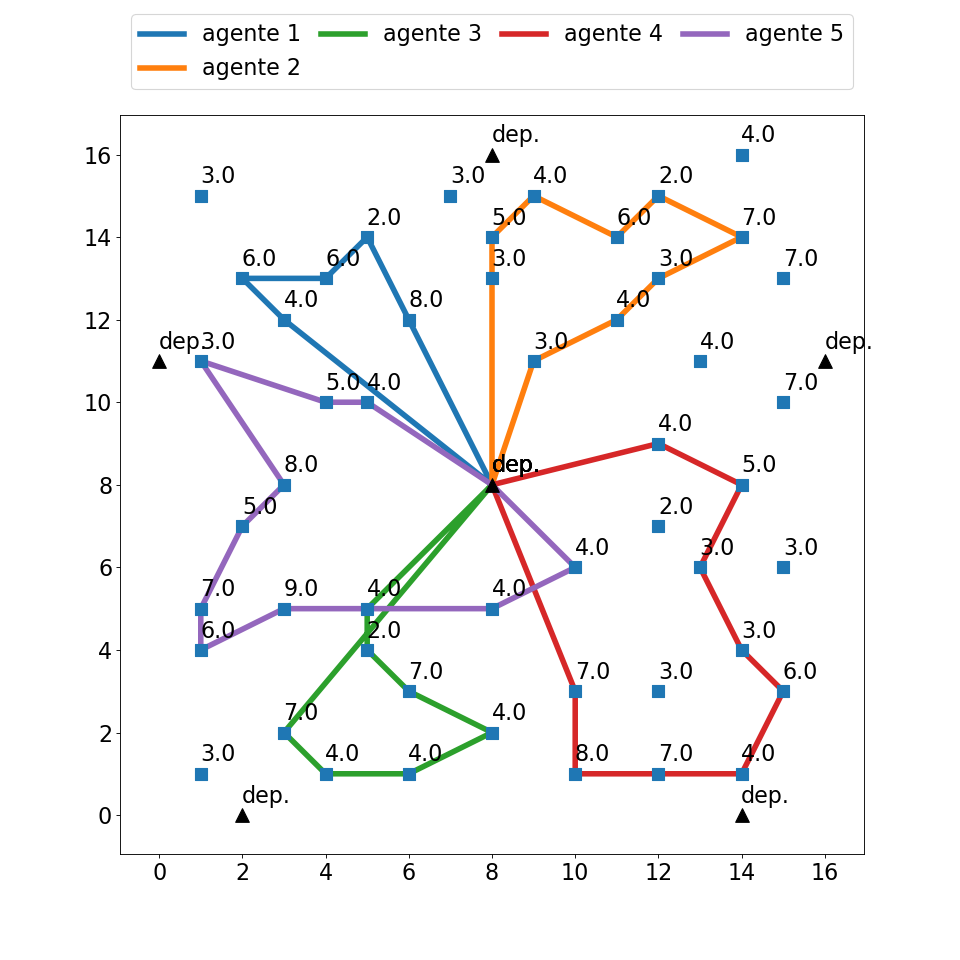 agente 1 agente 3 agente 4 agente 5
agente 2
4.0
dep.
16
3.0 3.0 4.0 2.0
2.0 5.0 6.0 7.0
14
6.0 6.0 3.0 3.0 7.0
4.0 8.0 4.0
12
dep. 3.0 3.0 4.0 dep.
5.0 4.0 7.0
10
4.0
8.0 dep. 5.0
8
5.0 2.0
4.0 3.0 3.0
6
7.0 9.0 4.0 4.0
6.0 2.0 3.0
4
7.0 7.0 3.0 6.0
7.0 4.0
2
3.0 4.0 4.0 8.0 7.0 4.0
dep. dep.
0
0 2 4 6 8 10 12 14 16